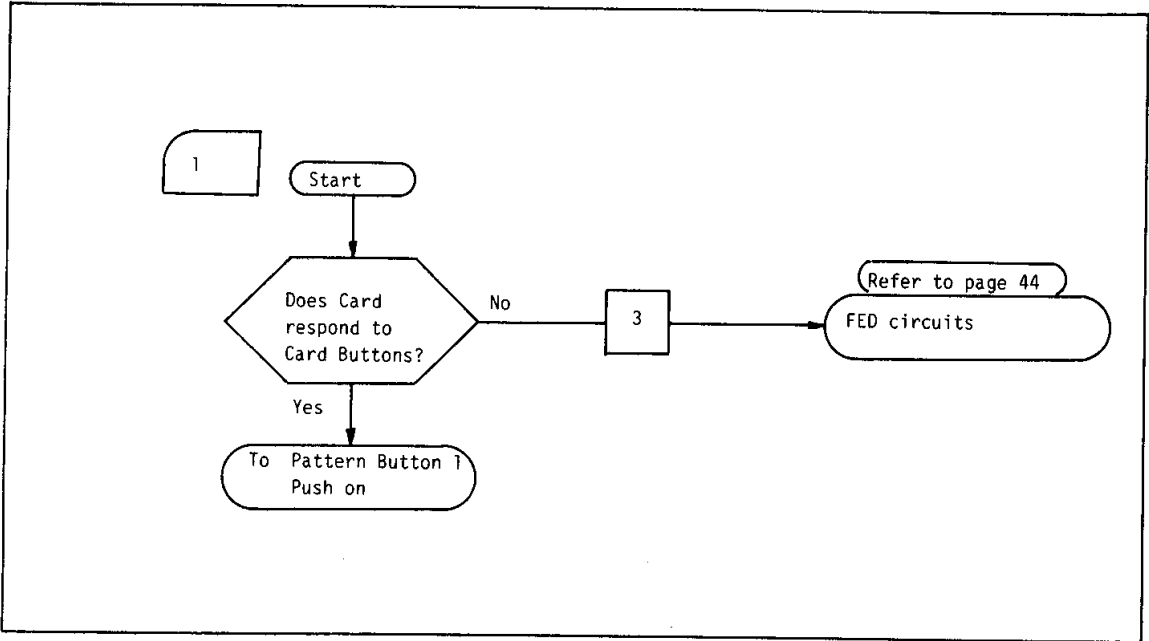 1
Start
Does Card
respond to
Card Buttons?
No
3
Refer to page 44
FED circuits
Yes
To Pattern Button 1
Push on